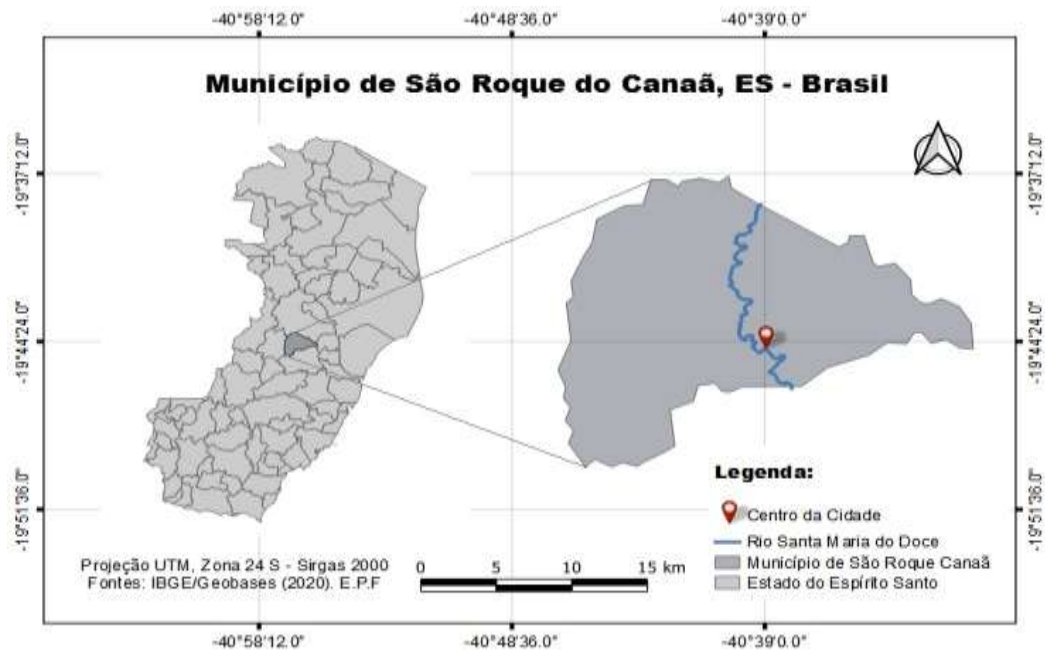 -40°58'12.0"
-40°48'36.0"
-40°39'0.0"
Município de São Roque do Canaã, ES - Brasil
-19°37'12.0"
-19°37'12.0"
-19°44'24.0"
-19°44'24.0"
-19°51'36.0"
-19°51'36.0"
Legenda:
Centro da Cidade
Rio Santa Maria do Doce
Município de São Roque Canaã
Estado do Espírito Santo
Projeção UTM, Zona 24 S - Sirgas 2000
Fontes: IBGE/Geobases (2020). E.P.F
0 5 10 15 km
-40°58'12.0"
-40°48'36.0"
-40°39'0.0"